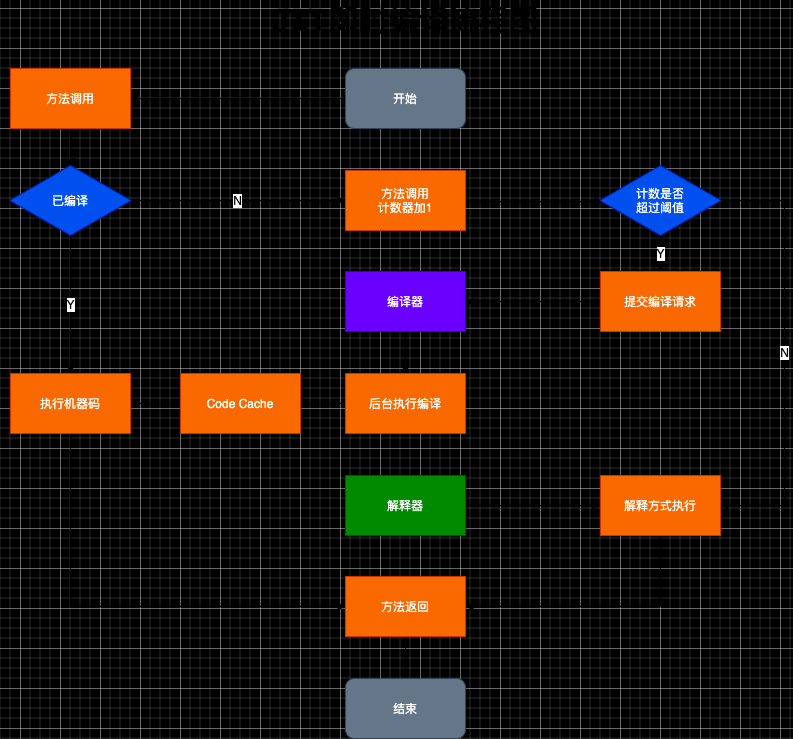 方法调用
开始
已编译
N
方法调用
计数器加1
计数是否
超过阈值
Y
编译器
提交编译请求
Y
N
执行机器码
Code Cache
后台执行编译
解释器
解释方式执行
方法返回
结束